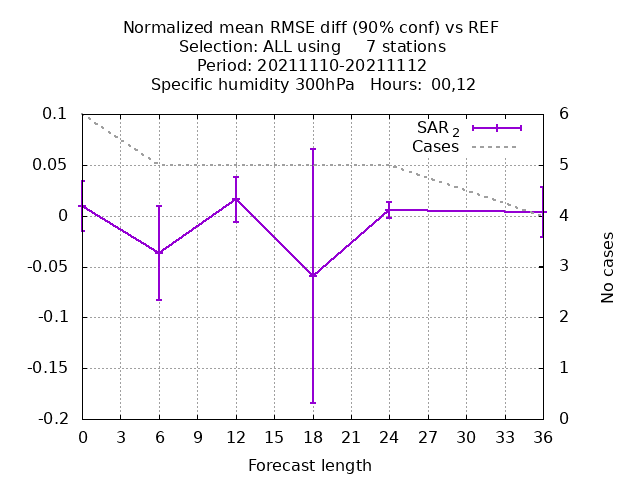 Normalized mean RMSE diff (90% conf) vs REF
Selection: ALL using     7 stations
Period: 20211110-20211112
Specific humidity 300hPa   Hours:  00,12
SAR 2
Cases
0.1
0.05
0
-0.05
-0.1
-0.15
-0.2
6
5
4
3
2
1
0
No cases
0 3 6 9 12 15 18 21 24 27 30 33 36
Forecast length